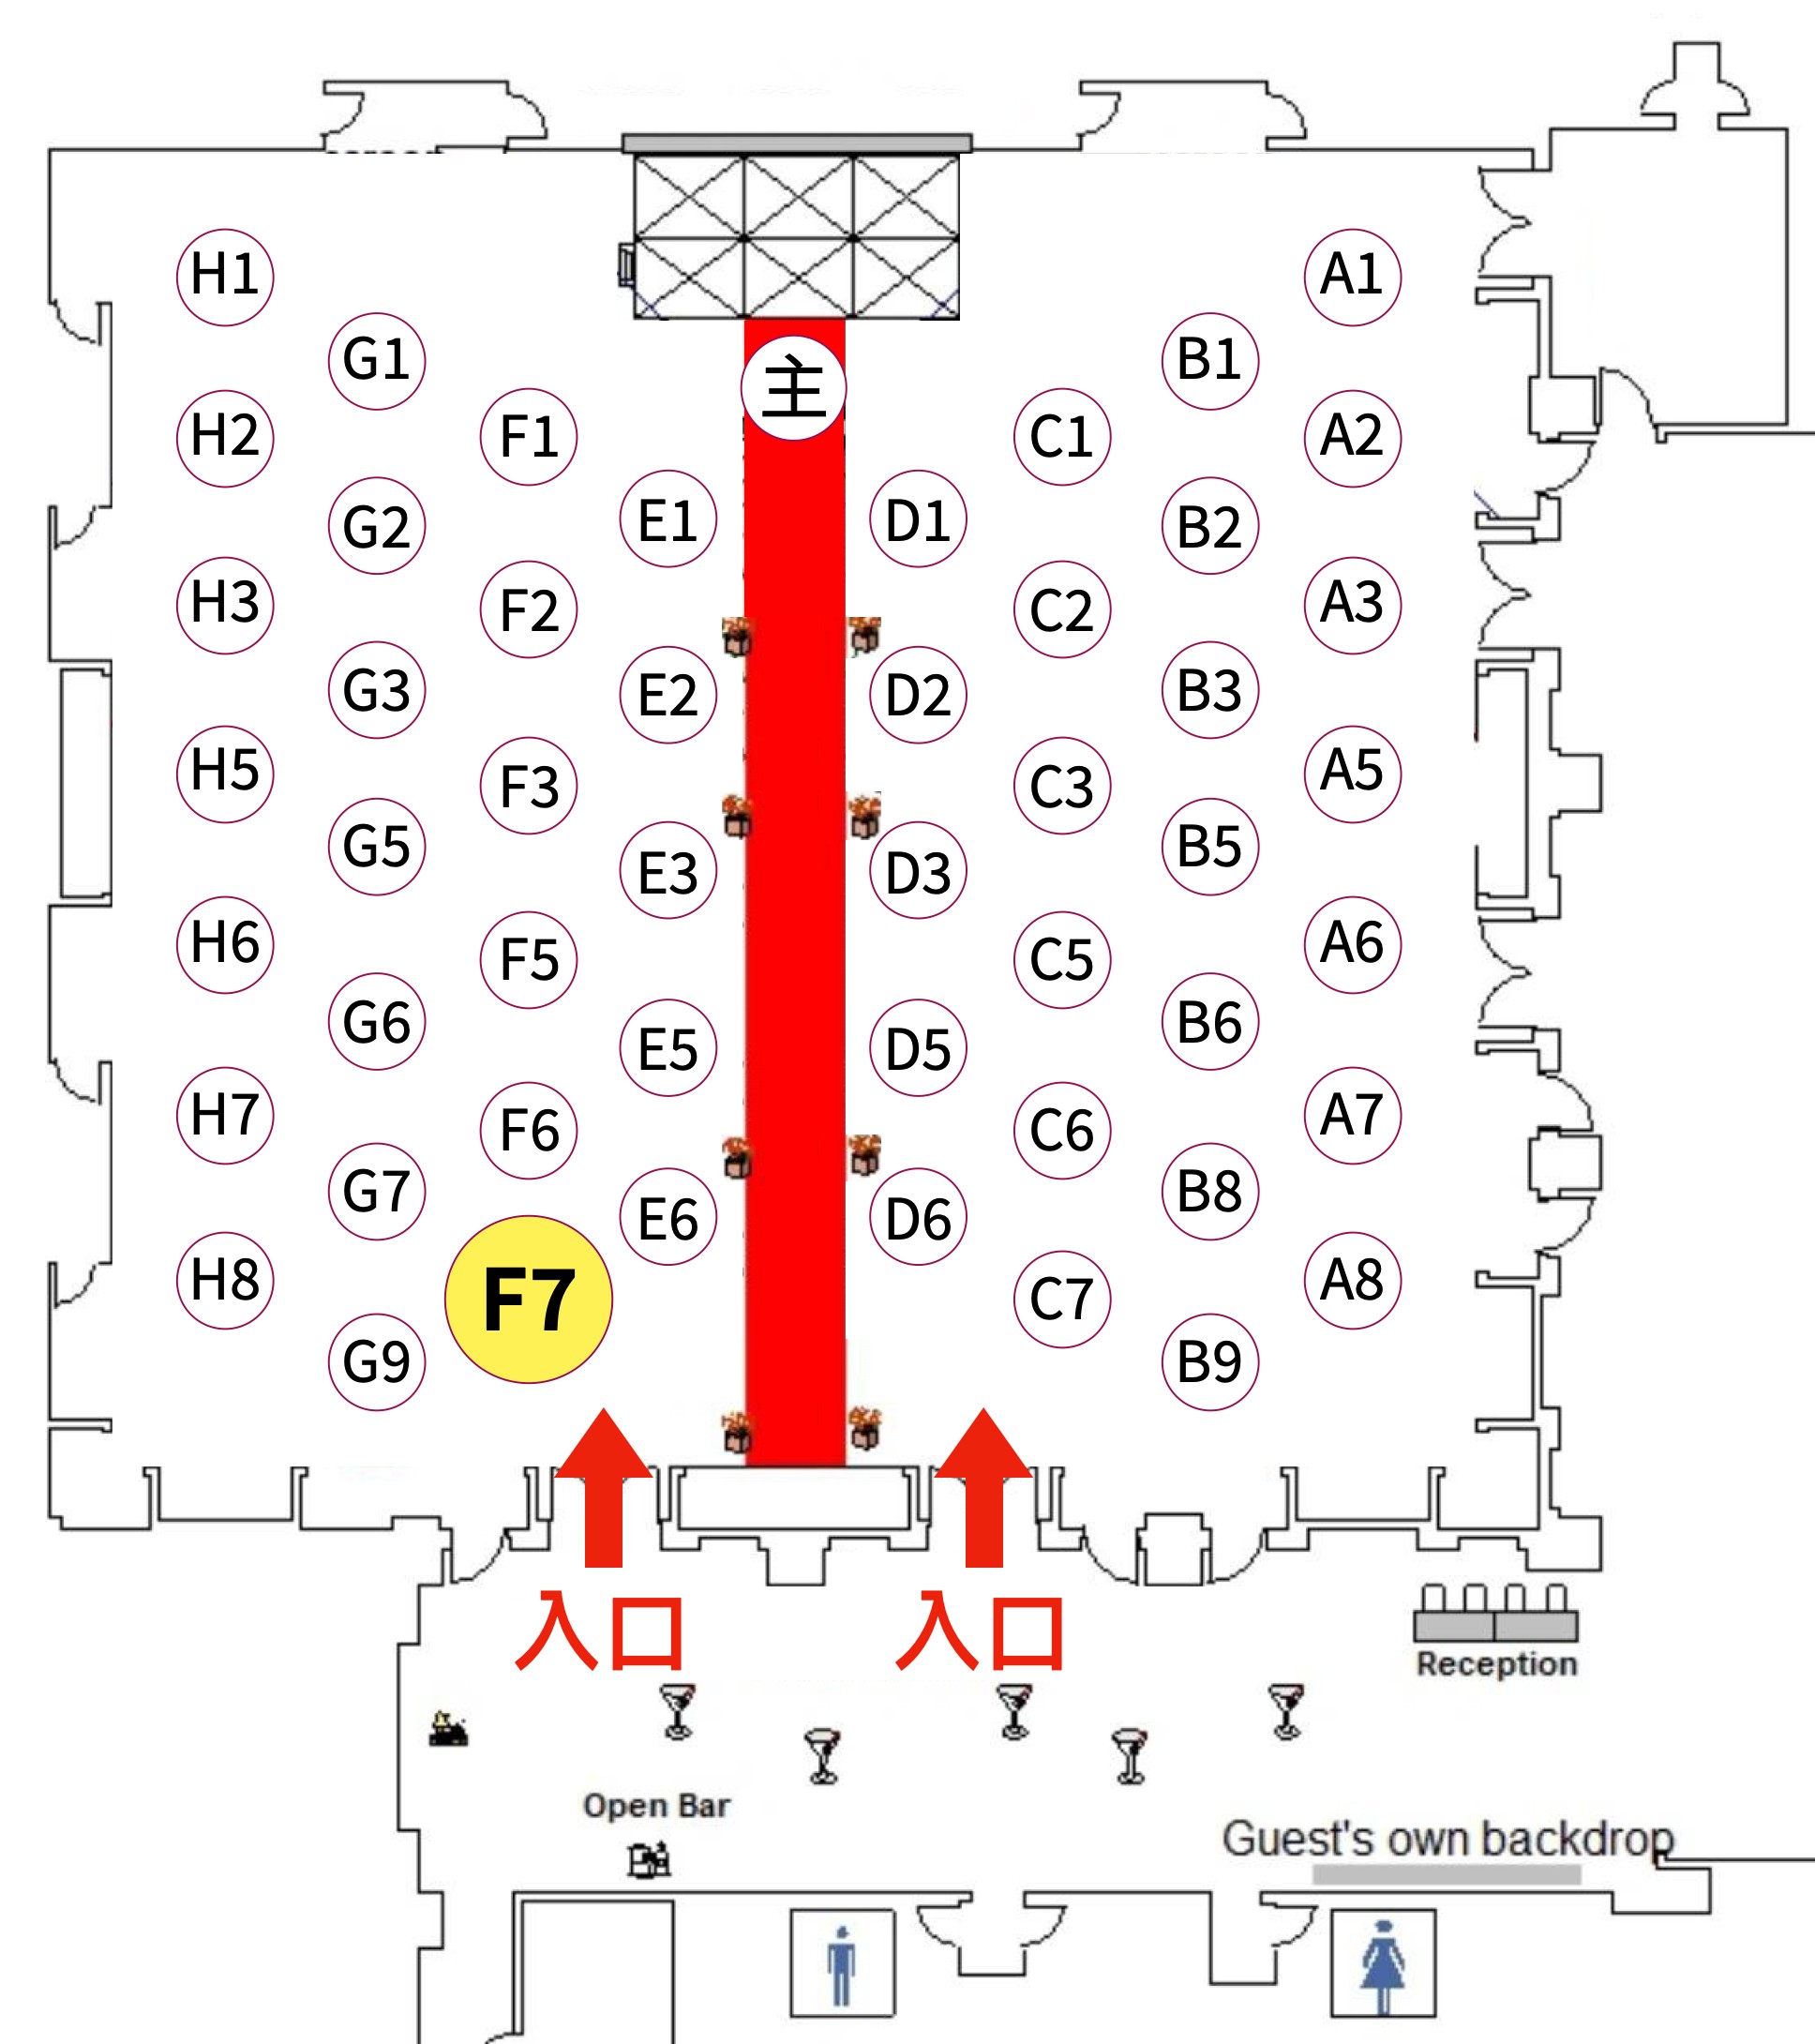 H1 A1
G1 主 B1
H2 F1 C1 A2
G2 E1 D1 B2
H3 F2 C2 A3
G3 E2 D2 B3
H5 F3 C3 A5
G5 E3 D3 B5
H6 F5 C5 A6
G6 E5 D5 B6
H7 F6 C6 A7
G7 E6 D6 B8
H8 F7 C7 A8
G9 B9
入口 入口
Reception
Open Bar
Guest's own backdrop